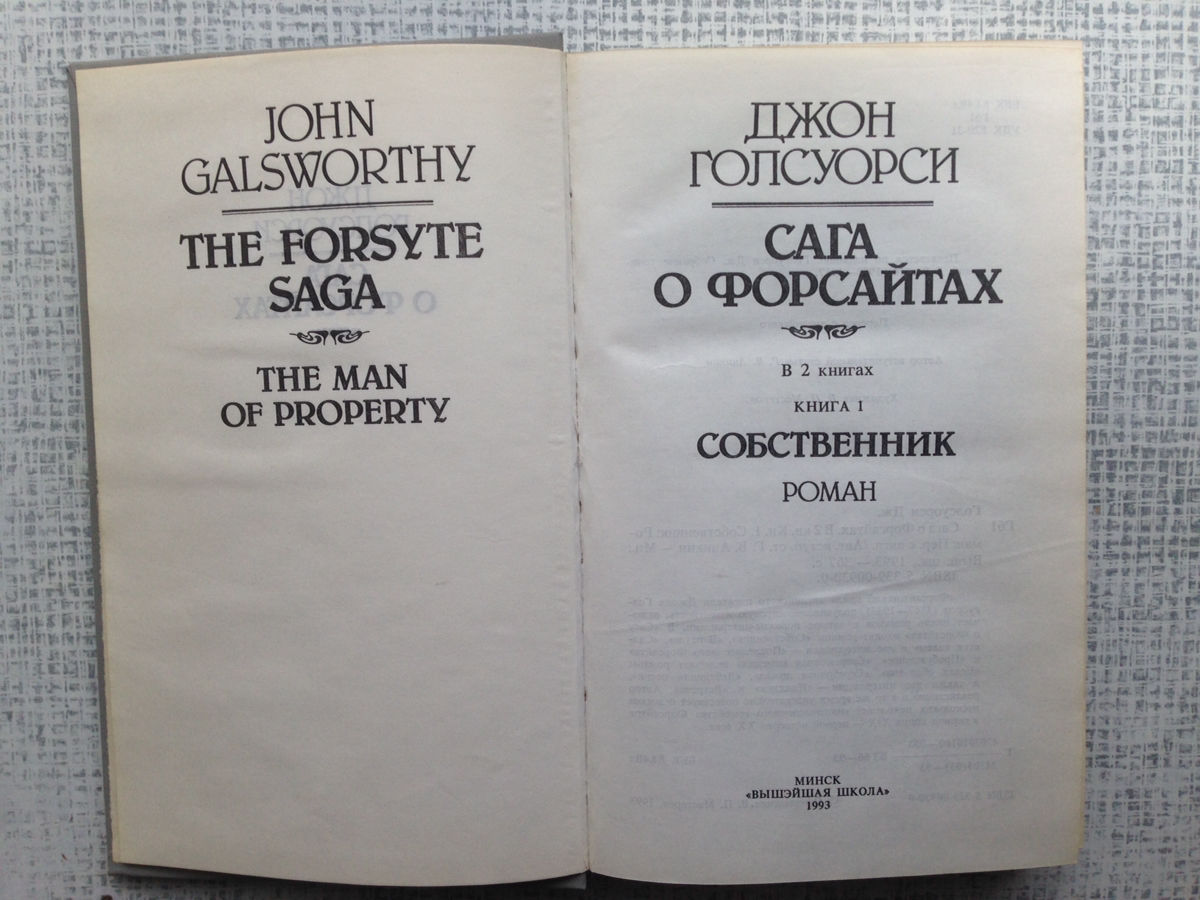 JOHN
GALSWORTHY
THE FORSYTE
SAGA
THE MAN
OF PROPERTY
ДЖОН
ГОЛСУОРСИ
САГА
О ФОРСАЙТАХ
В 2 книгах
КНИГА 1
СОБСТВЕННИК
РОМАН
МИНСК
«ВЫШЭЙШАЯ ШКОЛА»
1993